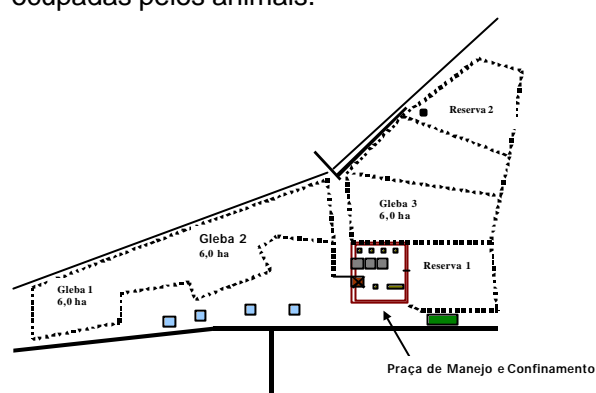 ocupadas pelos animais.
Reserva 2
Gleba 3
6,0 ha
Gleba 2
6,0 ha
Reserva 1
Gleba 1
6,0 ha
Praça de Manejo e Confinamento